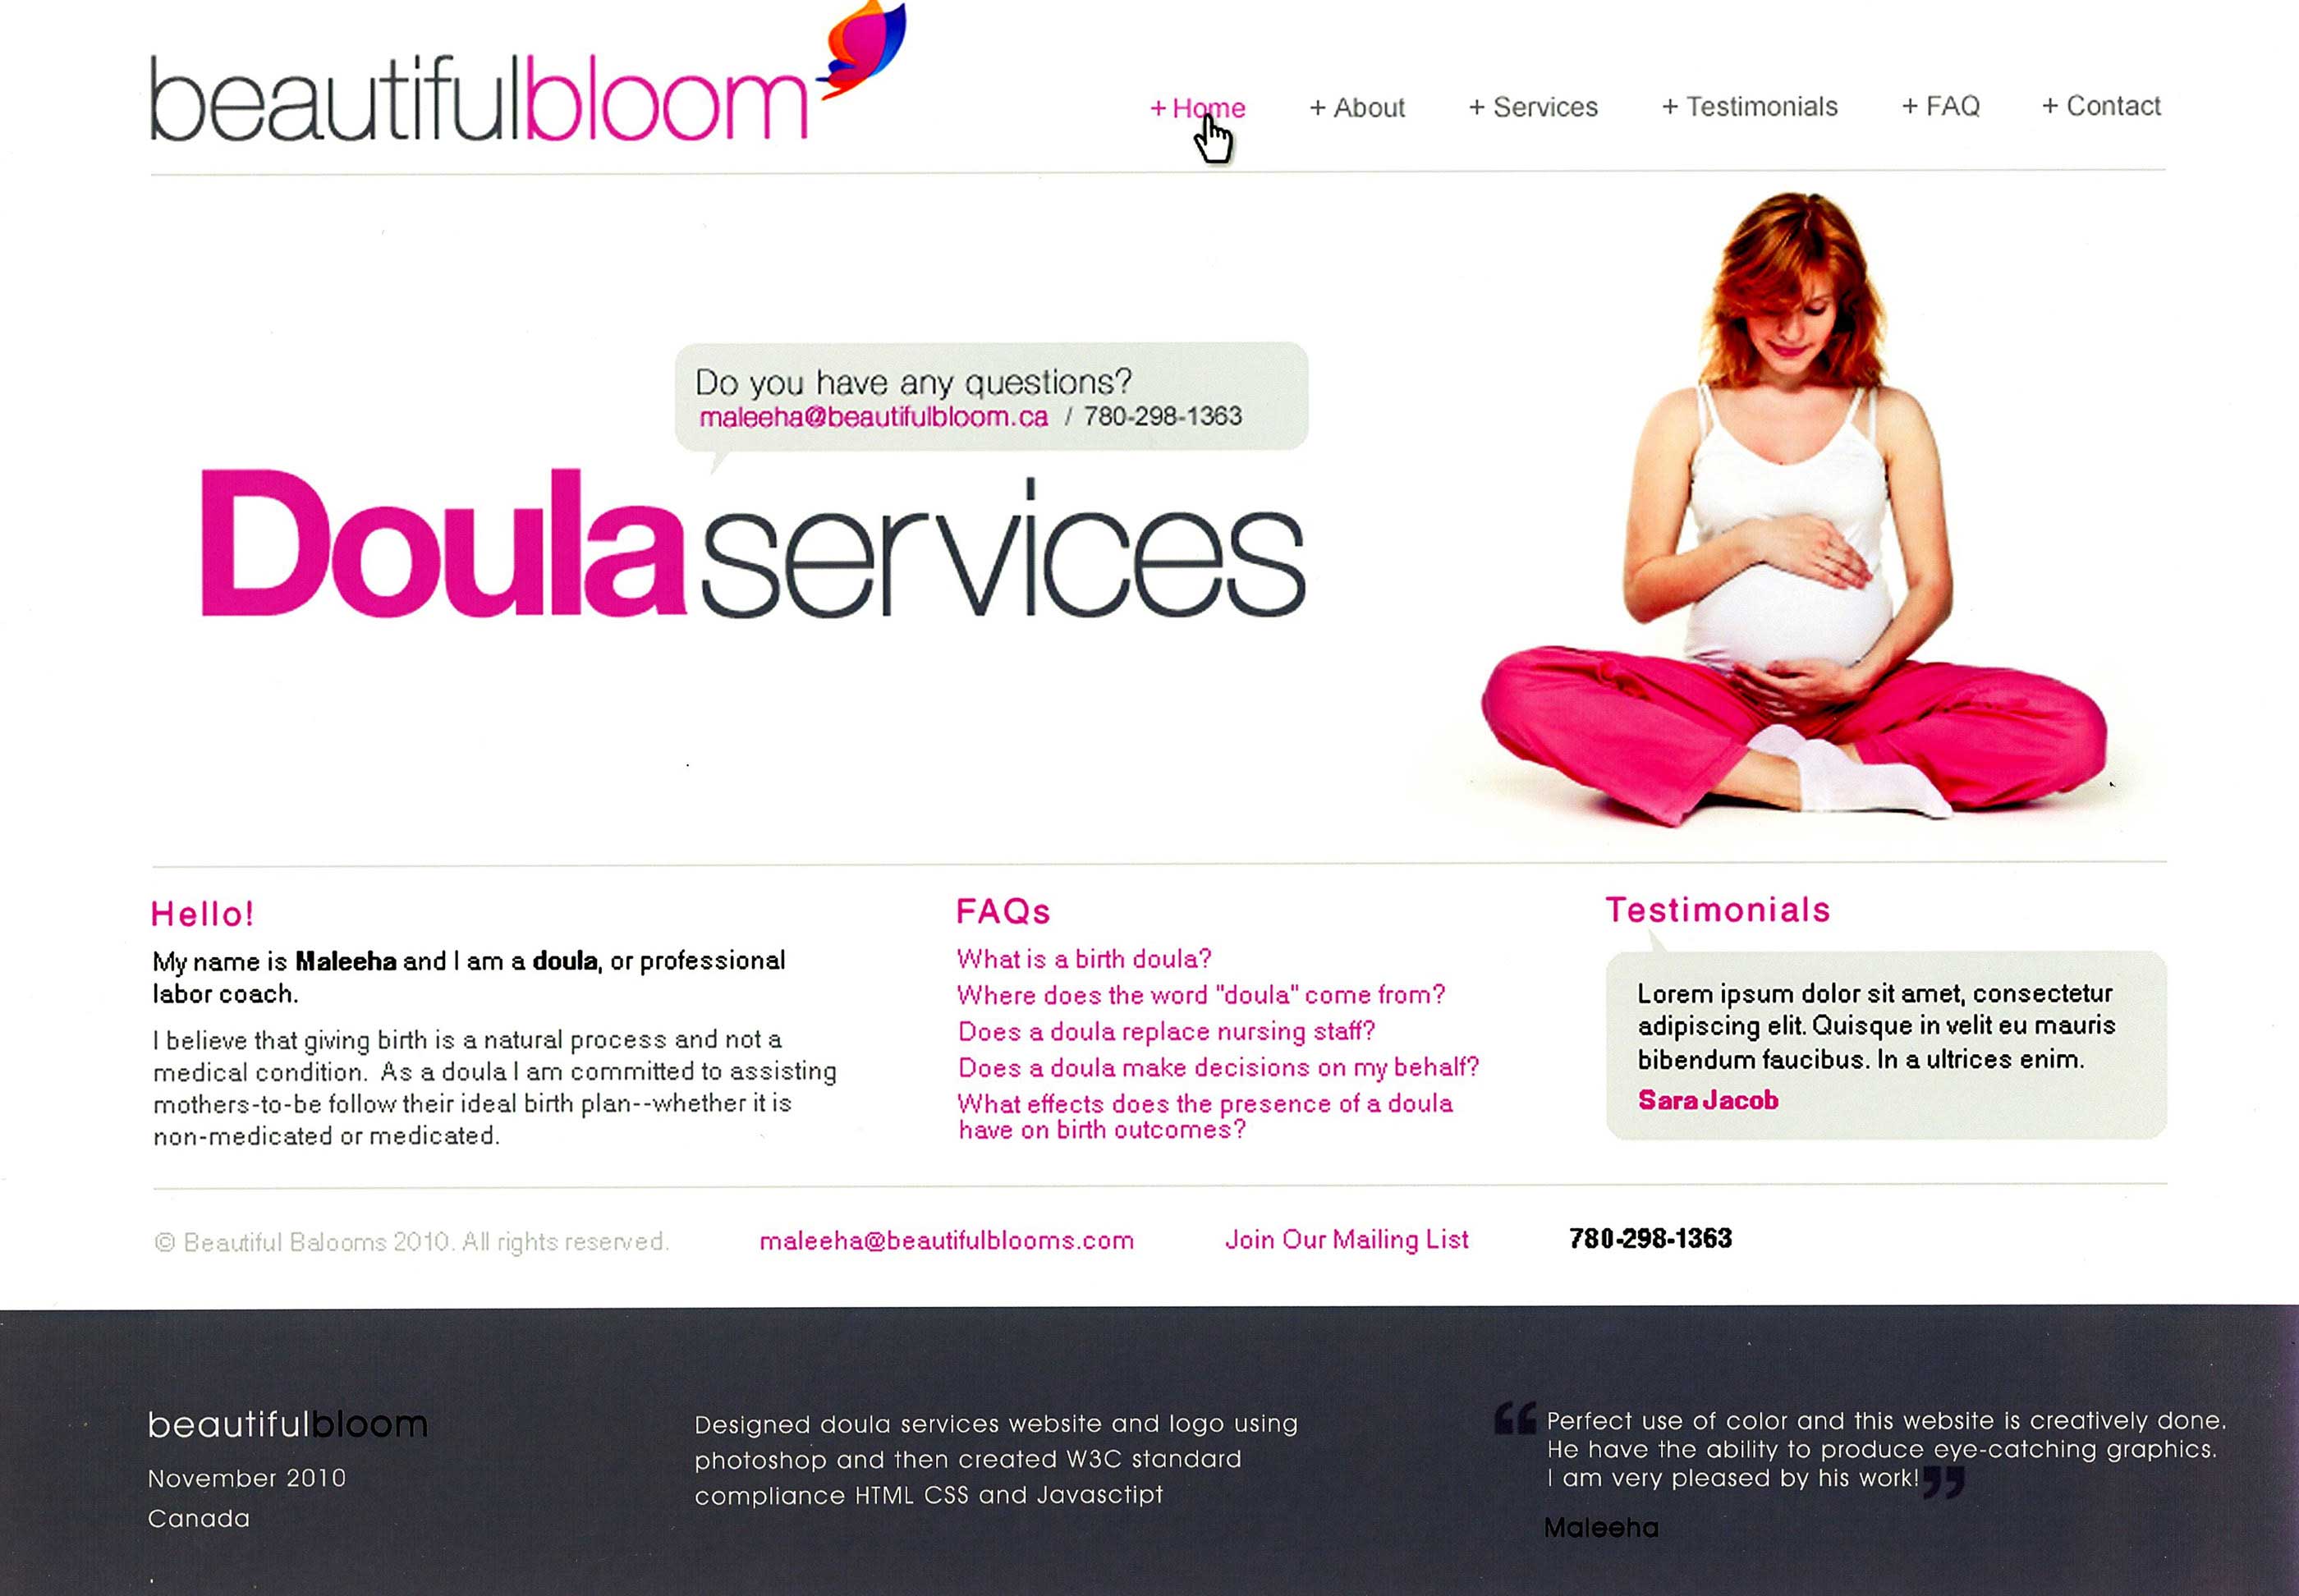 beautifulbloom
+ Home + About + Services + Testimonials + FAQ + Contact
Do you have any questions?
maleeha@beautifulbloom.ca / 780-298-1363
Doulaservices
Hello!
My name is Maleeha and I am a doula, or professional
labor coach.
I believe that giving birth is a natural process and not a
medical condition. As a doula I am committed to assisting
mothers-to-be follow their ideal birth plan--whether it is
non-medicated or medicated.
FAQs
What is a birth doula?
Where does the word "doula" come from?
Does a doula replace nursing staff?
Does a doula make decisions on my behalf?
What effects does the presence of a doula
have on birth outcomes?
Testimonials
Lorem ipsum dolor sit amet, consectetur
adipiscing elit. Quisque in velit eu mauris
bibendum faucibus. In a ultrices enim.
Sara Jacob
© Beautiful Balooms 2010. All rights reserved. maleeha@beautifulblooms.com Join Our Mailing List 780-298-1363
beautifulbloom
November 2010
Canada
Designed doula services website and logo using
photoshop and then created W3C standard
compliance HTML CSS and Javasctipt
“Perfect use of color and this website is creatively done.
He have the ability to produce eye-catching graphics.
I am very pleased by his work!”
Maleeha